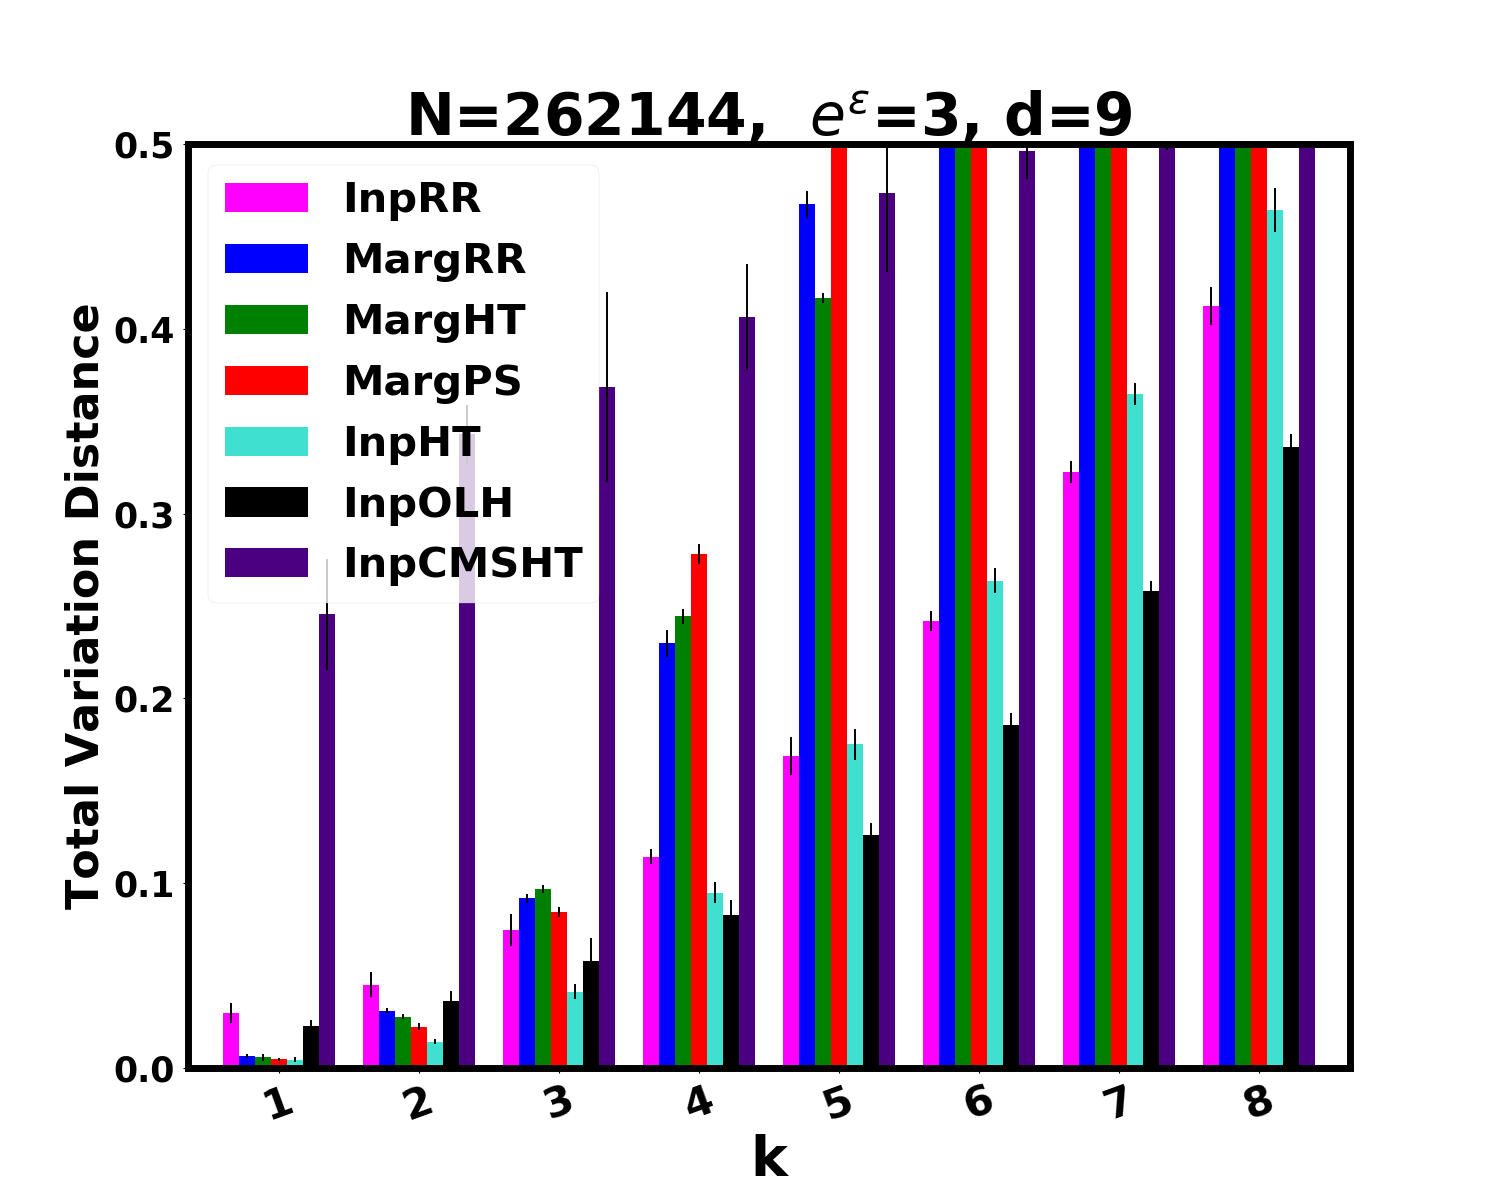 N=262144, e^ε=3, d=9
Total Variation Distance
0.5
0.4
0.3
0.2
0.1
0.0
InpRR
MargRR
MargHT
MargPS
InpHT
InpOLH
InpCMSHT
1 2 3 4 5 6 7 8
k